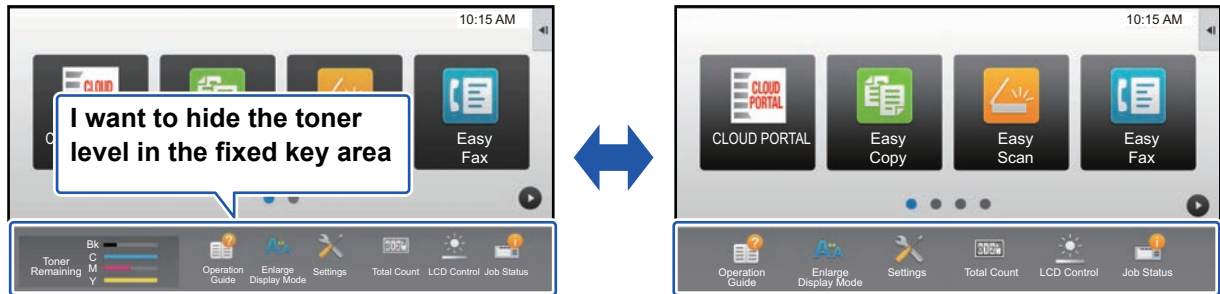 10:15 AM
CLOUD
I want to hide the toner
level in the fixed key area
Easy
Fax
Toner
Remaining
Bk
C
M
Y
Operation
Guide
Enlarge
Display Mode
Settings
Total Count
LCD Control
Job Status
10:15 AM
CLOUD
PORTAL
CLOUD PORTAL
Easy
Copy
Easy
Scan
Easy
Fax
Operation
Guide
Enlarge
Display Mode
Settings
Total Count
LCD Control
Job Status